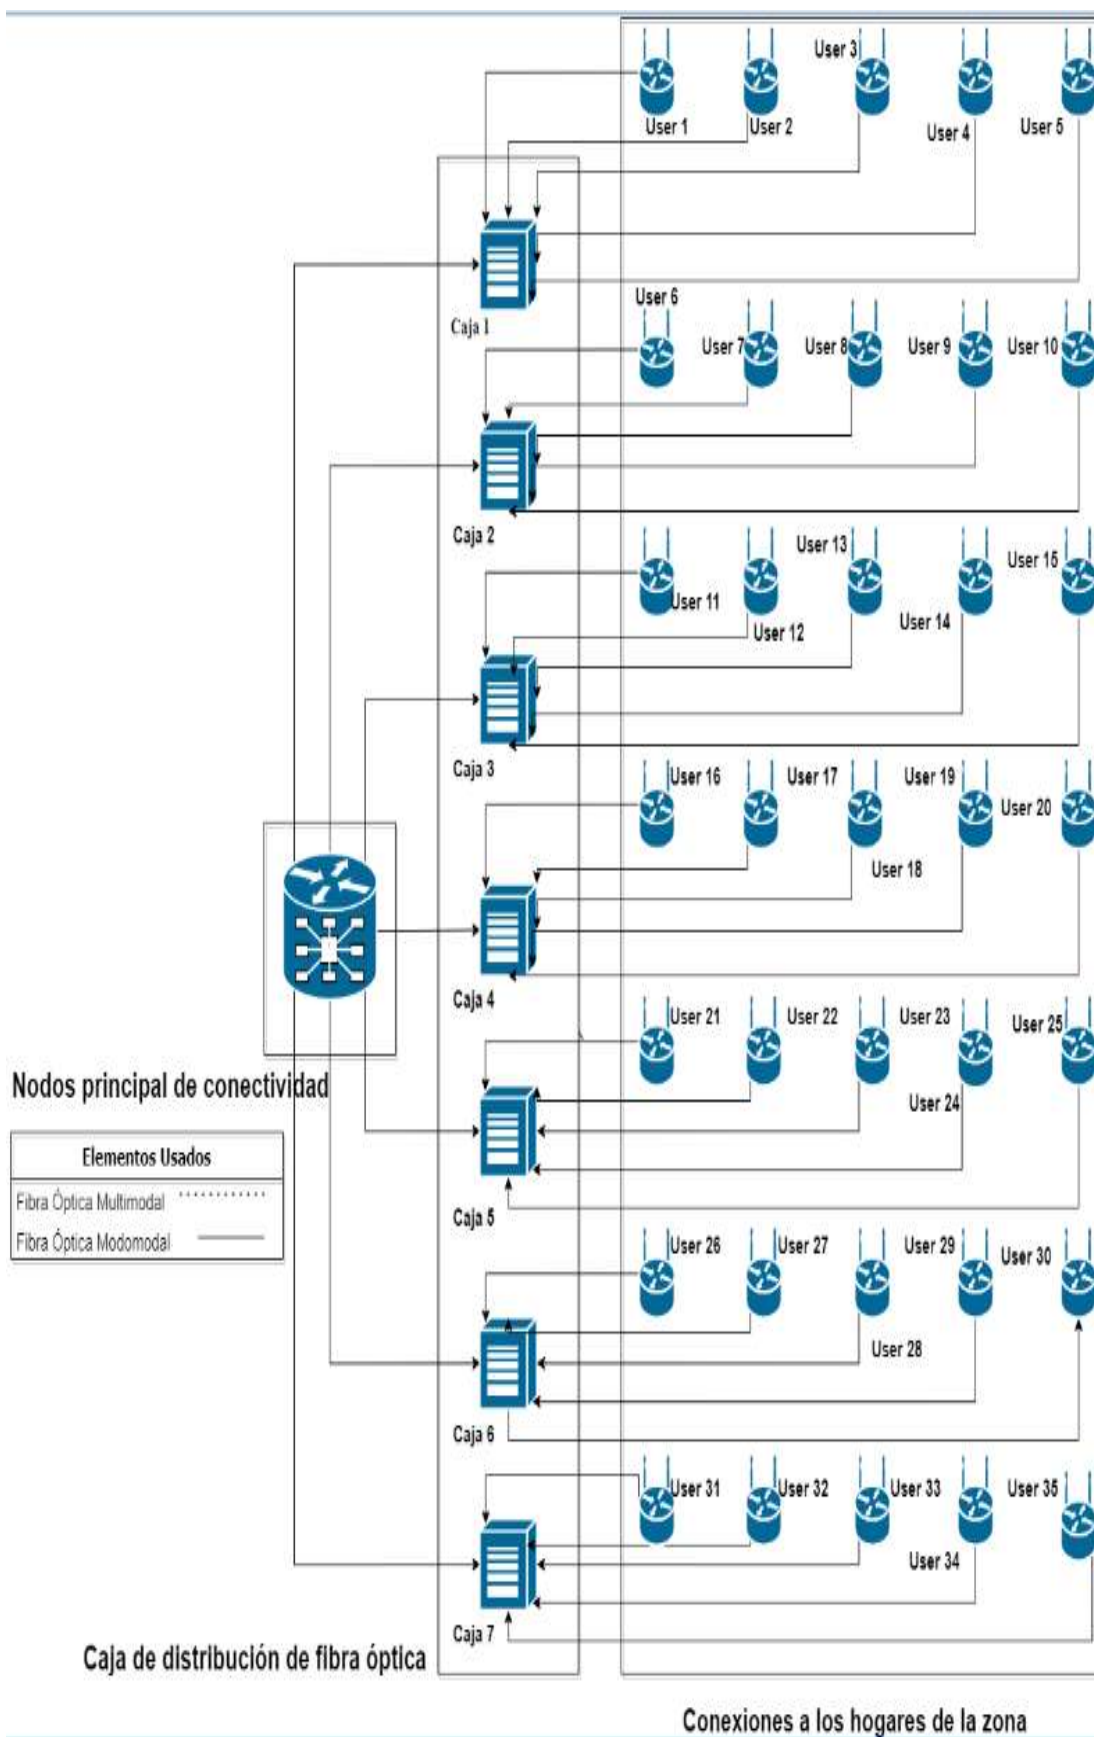 User 3
User 1
User 2
User 4
User 5
Caja 1
User 6
User 7
User 8
User 9
User 10
Caja 2
User 13
User 15
User 11
User 12
User 14
Caja 3
User 16
User 17
User 19
User 20
User 18
Caja 4
User 21
User 22
User 23
User 25
User 24
Nodos principal de conectividad
Elementos Usados
Fibra Óptica Multimodal
Fibra Óptica Modomodal
Caja 5
User 26
User 27
User 29
User 30
User 28
Caja 6
User 31
User 32
User 33
User 35
User 34
Caja 7
Caja de distribución de fibra óptica
Conexiones a los hogares de la zona